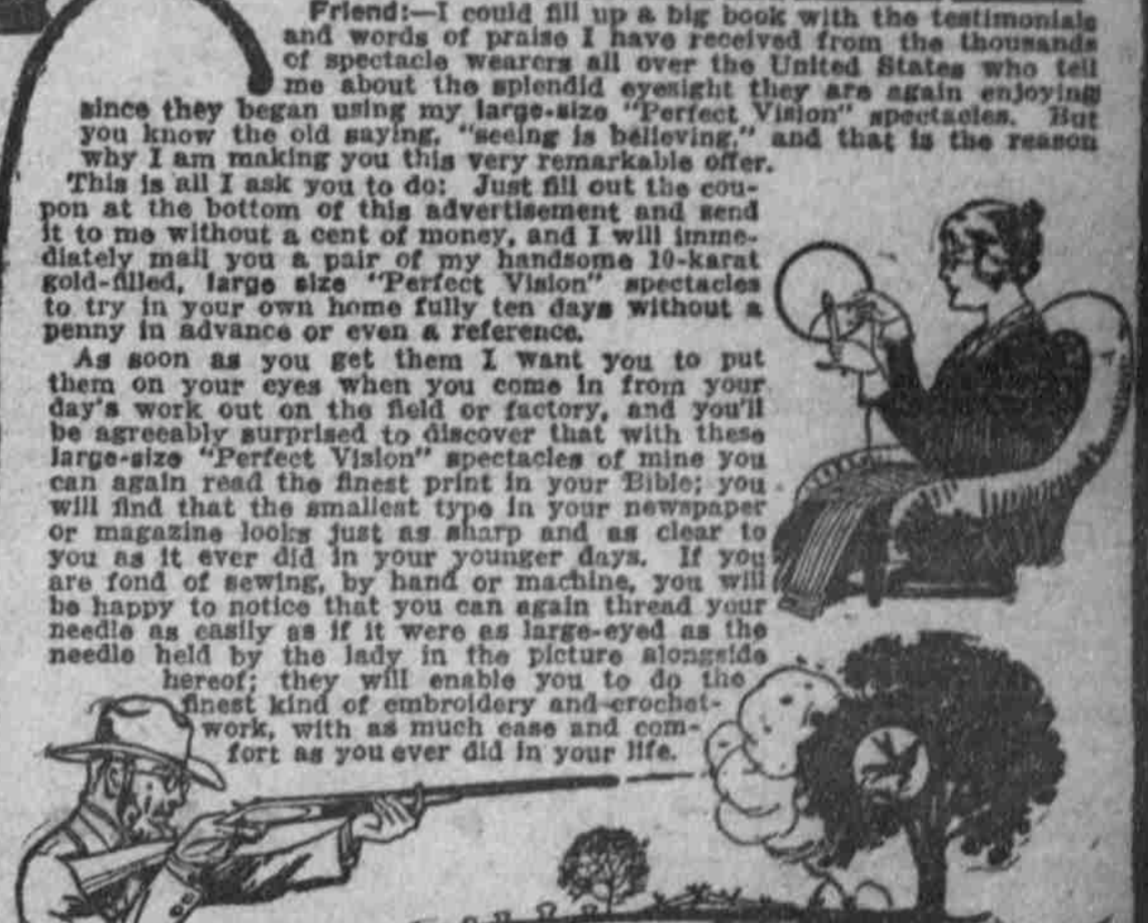 Friend:—I could fill up a big book with the testimonials
and words of praise I have received from the thousands
of spectacle wearers all over the United States who tell
me about the splendid eyesight they are again enjoying
since they began using my large-size "Perfect Vision" spectacles. But
you know the old saying, "seeing is believing," and that is the reason
why I am making you this very remarkable offer.
This is all I ask you to do: Just fill out the cou-
pon at the bottom of this advertisement and send
it to me without a cent of money, and I will imme-
diately mail you a pair of my handsome 10-karat
gold-filled, large size "Perfect Vision" spectacles
to try in your own home fully ten days without a
penny in advance or even a reference.
As soon as you get them I want you to put
them on your eyes when you come in from your
day's work out on the field or factory, and you'll
be agreeably surprised to discover that with these
large-size "Perfect Vision" spectacles of mine you
can again read the finest print in your Bible; you
will find that the smallest type in your newspaper
or magazine looks just as sharp and as clear to
you as it ever did in your younger days. If you
are fond of sewing, by hand or machine, you will
be happy to notice that you can again thread your
needle as easily as if it were as large-eyed as the
needle held by the lady in the picture alongside
hereof; they will enable you to do the
finest kind of embroidery and crochet-
work, with as much ease and com-
fort as you ever did in your life.